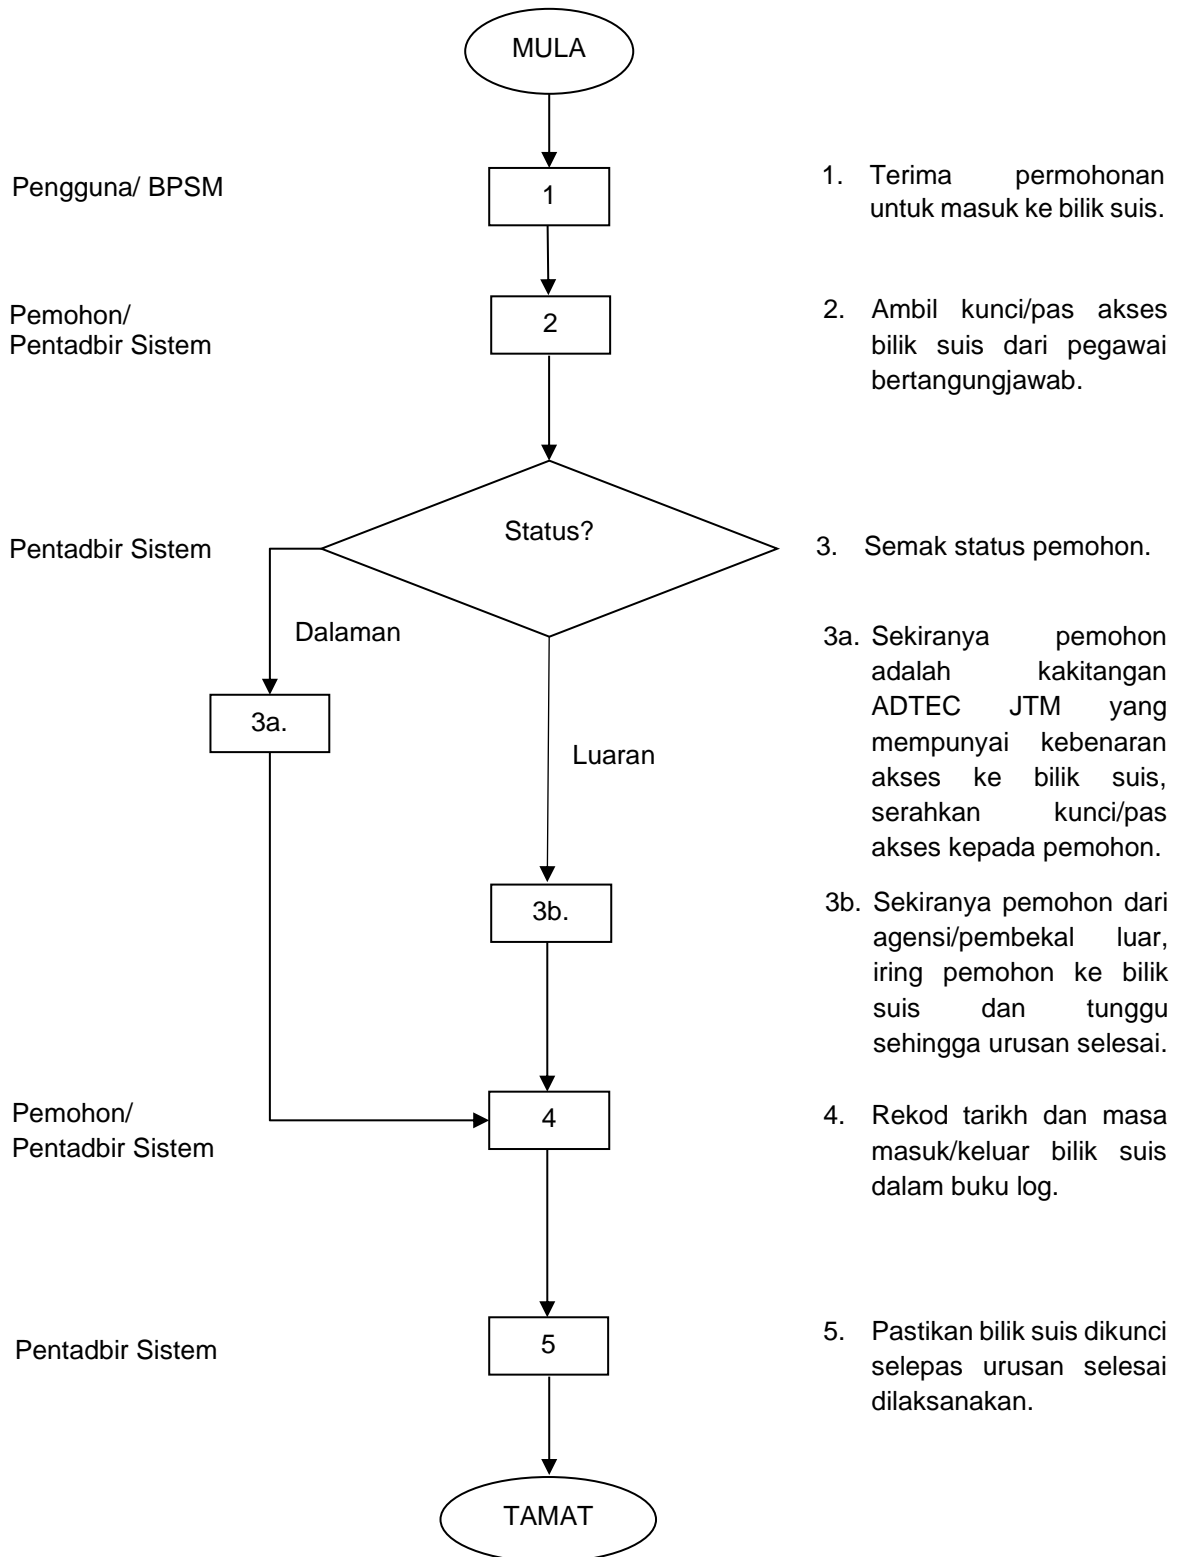 MULA
Pengguna/ BPSM
1
1. Terima permohonan
untuk masuk ke bilik suis.
Pemohon/
Pentadbir Sistem
2
2. Ambil kunci/pas akses
bilik suis dari pegawai
bertangungjawab.
Pentadbir Sistem
Status?
3. Semak status pemohon.
Dalaman
3a.
Luaran
3a. Sekiranya pemohon
adalah kakitangan
ADTEC JTM yang
mempunyai kebenaran
akses ke bilik suis,
serahkan kunci/pas
akses kepada pemohon.
3b.
3b. Sekiranya pemohon dari
agensi/pembekal luar,
iring pemohon ke bilik
suis dan tunggu
sehingga urusan selesai.
Pemohon/
Pentadbir Sistem
4
4. Rekod tarikh dan masa
masuk/keluar bilik suis
dalam buku log.
Pentadbir Sistem
5
5. Pastikan bilik suis dikunci
selepas urusan selesai
dilaksanakan.
TAMAT